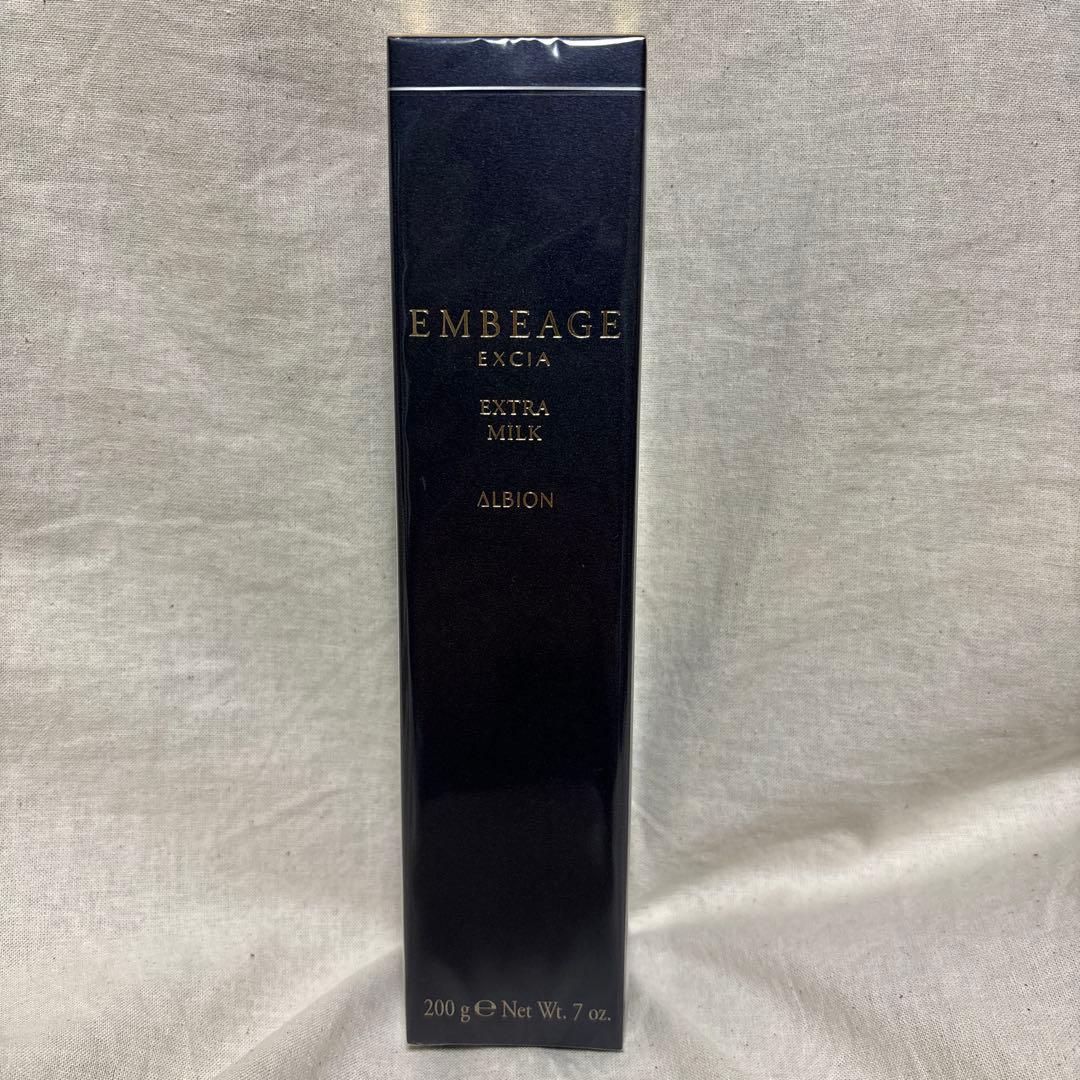 EMBEAGE
EXCIA
EXTRA
MILK
ALBION
200 g ℮ Net Wt. 7 oz.